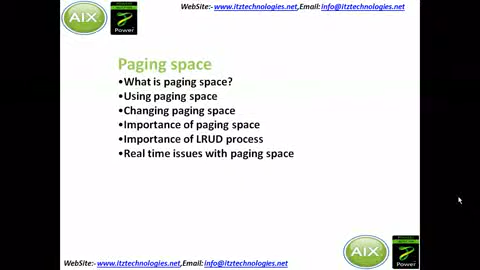 WebSite:- www.itztechnologies.net,Email:info@itztechnologies.net
AIX
Power
Paging space
•What is paging space?
•Using paging space
•Changing paging space
•Importance of paging space
•Importance of LRUD process
•Real time issues with paging space
AIX
Power
WebSite:- www.itztechnologies.net,Email:info@itztechnologies.net